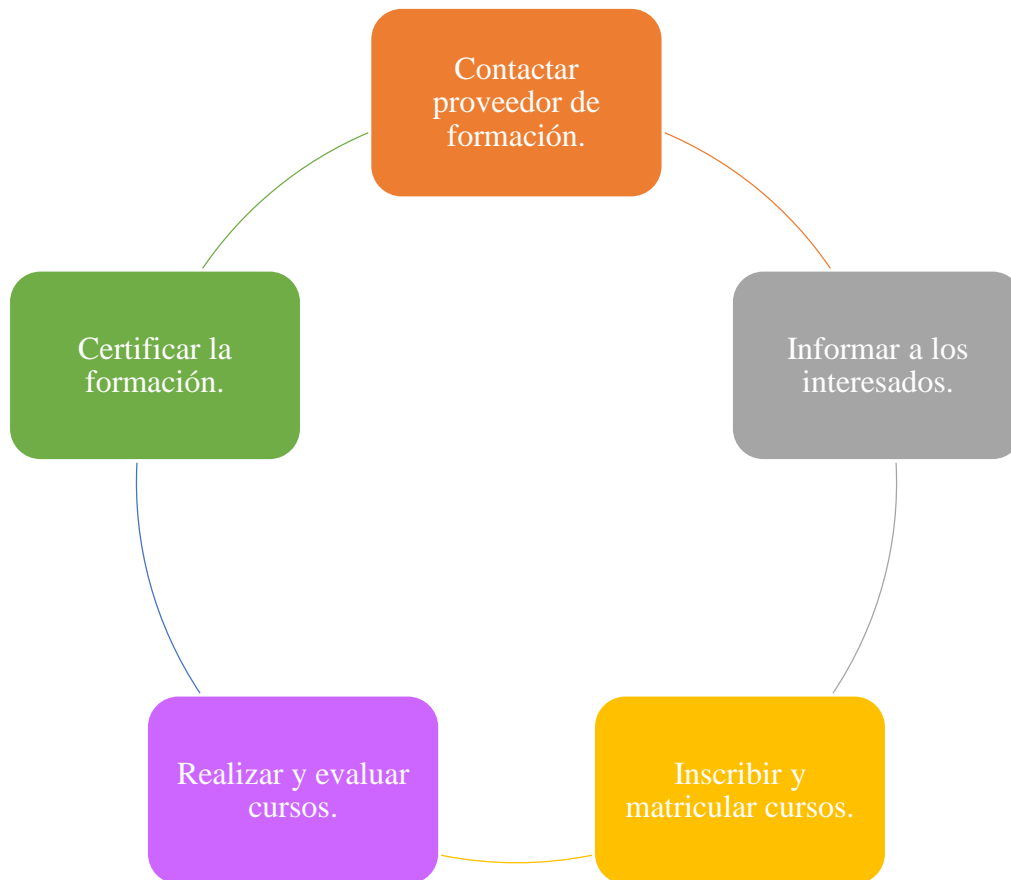 Contactar
proveedor de
formación.
Informar a los
interesados.
Inscribir y
matricular cursos.
Realizar y evaluar
cursos.
Certificar la
formación.